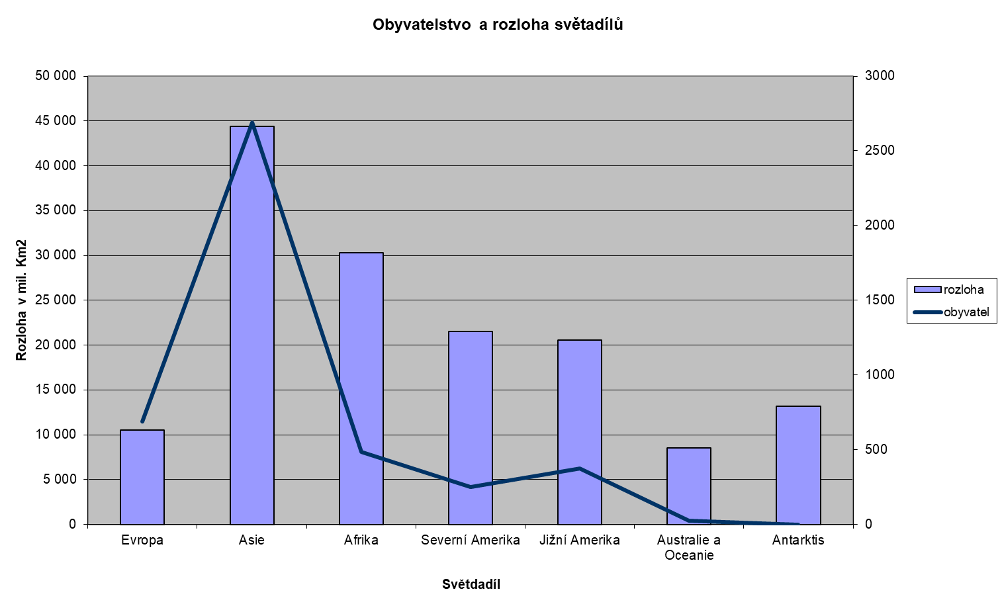 Obyvatelstvo a rozloha světadílů
50 000
45 000
40 000
35 000
30 000
25 000
20 000
15 000
10 000
5 000
0
Rozloha v mil. Km2
3000
2500
2000
1500
1000
500
0
rozloha
obyvatel
Evropa
Asie
Afrika
Severní Amerika
Jižní Amerika
Australie a
Oceanie
Antarktis
Světdadíl